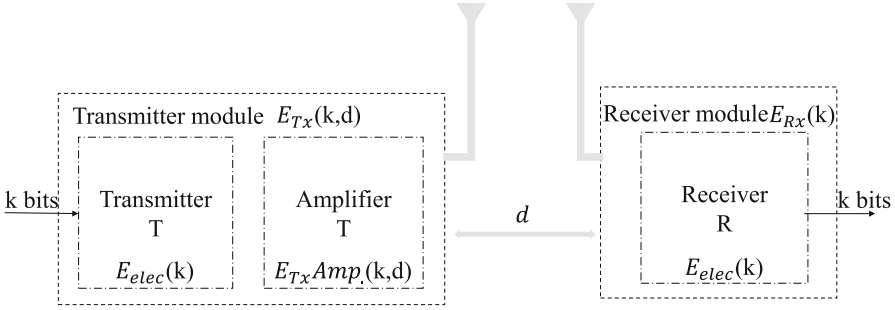 Transmitter module E_Tx(k,d)
Receiver module E_Rx(k)
k bits
Transmitter
T
E_elec(k)
Amplifier
T
E_TxAmp.(k,d)
d
Receiver
R
E_elec(k)
k bits